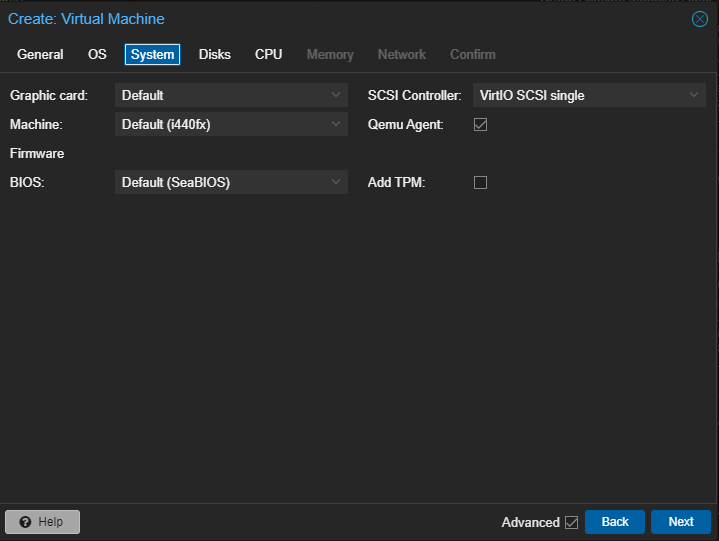 Create: Virtual Machine
General OS System Disks CPU Memory Network Confirm
Graphic card: Default SCSI Controller: VirtIO SCSI single
Machine: Default (i440fx) Qemu Agent:
Firmware
BIOS: Default (SeaBIOS) Add TPM:
Help Advanced Back Next